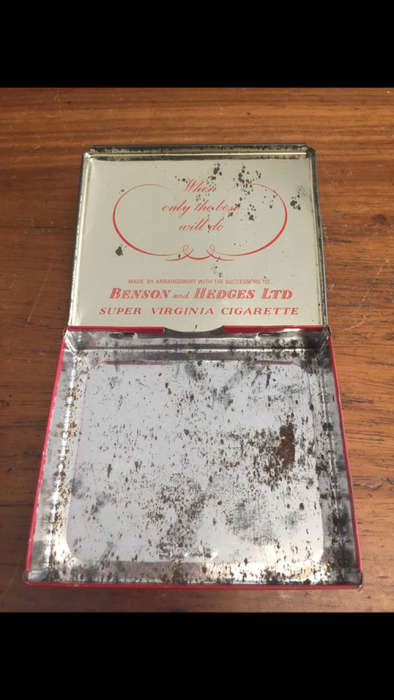 When
only the best
will do
MADE BY ARRANGEMENT WITH THE SUCCESSORS TO
BENSON and HEDGES LTD
SUPER VIRGINIA CIGARETTE